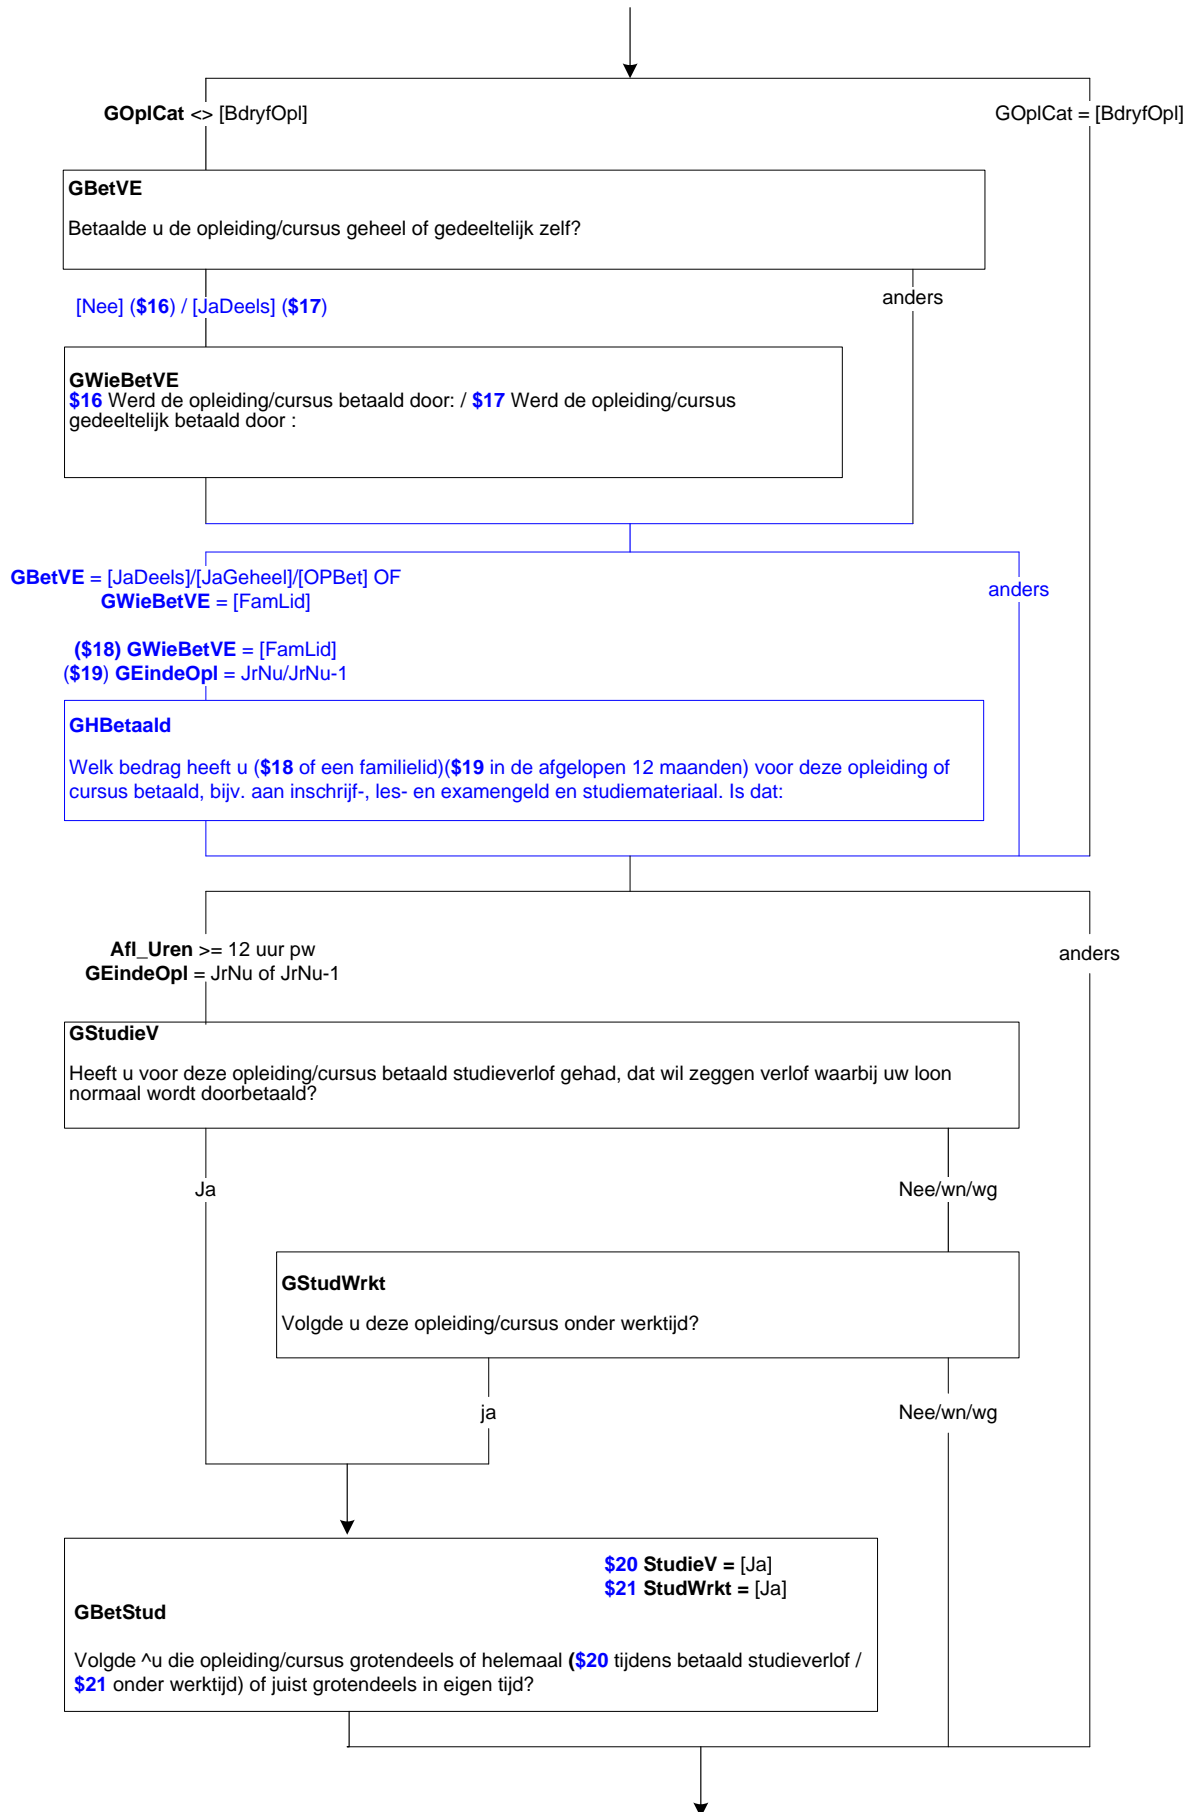 GOplCat <> [BdryfOpl]
GOplCat = [BdryfOpl]
GBetVE
Betaalde u de opleiding/cursus geheel of gedeeltelijk zelf?
[Nee] ($16) / [JaDeels] ($17)
anders
GWieBetVE
$16 Werd de opleiding/cursus betaald door: / $17 Werd de opleiding/cursus
gedeeltelijk betaald door :
GBetVE = [JaDeels]/[JaGeheel]/[OPBet] OF
GWieBetVE = [FamLid]
anders
($18) GWieBetVE = [FamLid]
($19) GEindeOpl = JrNu/JrNu-1
GHBetaald
Welk bedrag heeft u ($18 of een familielid)($19 in de afgelopen 12 maanden) voor deze opleiding of
cursus betaald, bijv. aan inschrijf-, les- en examengeld en studiemateriaal. Is dat:
Afl_Uren >= 12 uur pw
GEindeOpl = JrNu of JrNu-1
anders
GStudieV
Heeft u voor deze opleiding/cursus betaald studieverlof gehad, dat wil zeggen verlof waarbij uw loon
normaal wordt doorbetaald?
Ja
Nee/wn/wg
GStudWrkt
Volgde u deze opleiding/cursus onder werktijd?
ja
Nee/wn/wg
$20 StudieV = [Ja]
$21 StudWrkt = [Ja]
GBetStud
Volgde ^u die opleiding/cursus grotendeels of helemaal ($20 tijdens betaald studieverlof /
$21 onder werktijd) of juist grotendeels in eigen tijd?